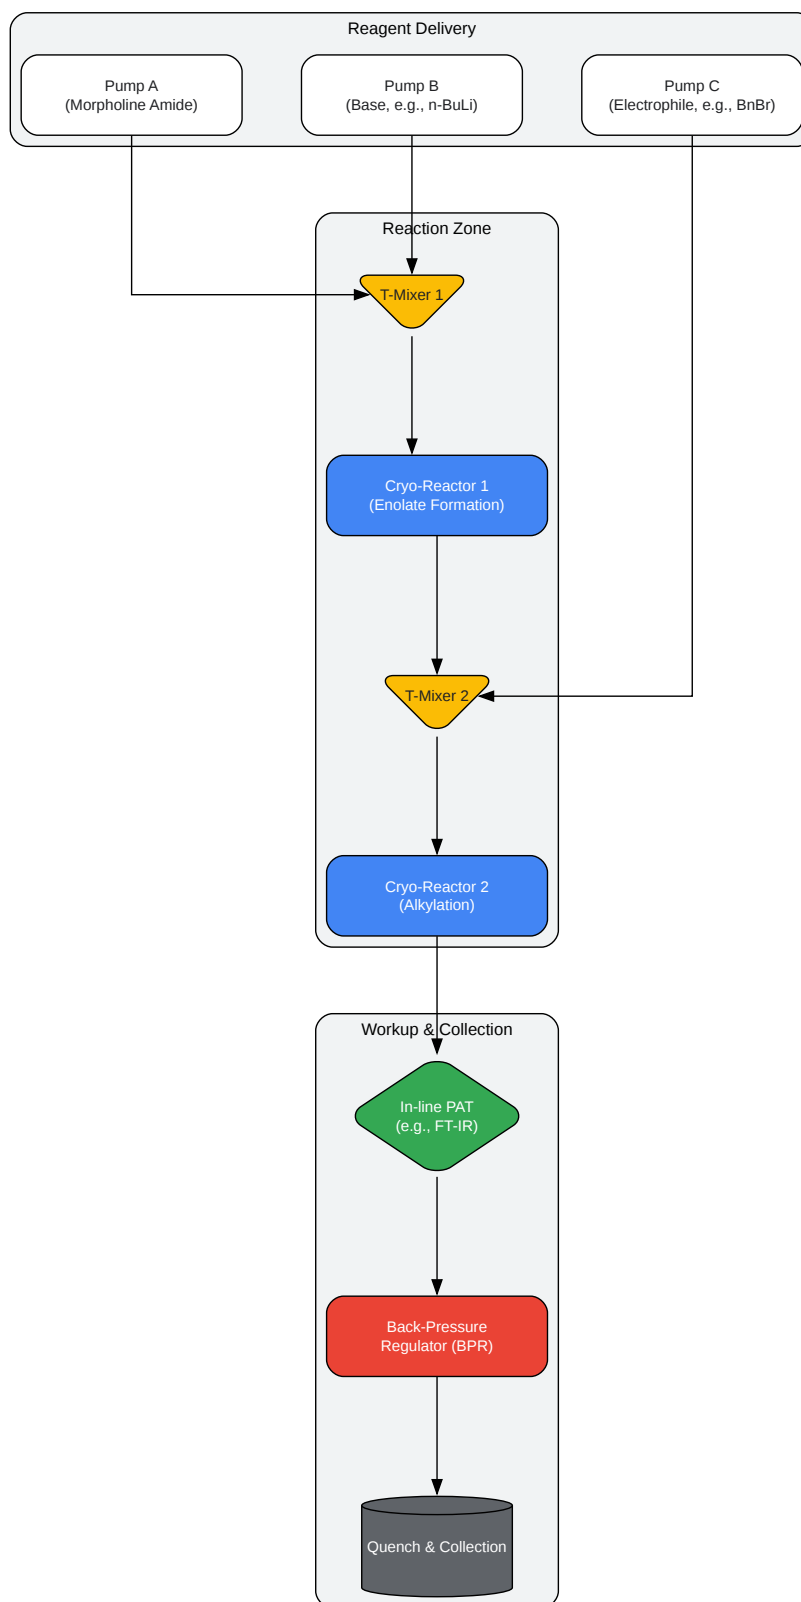 Reagent Delivery
Pump A
(Morpholine Amide)
Pump B
(Base, e.g., n-BuLi)
Pump C
(Electrophile, e.g., BnBr)
Reaction Zone
T-Mixer 1
Cryo-Reactor 1
(Enolate Formation)
T-Mixer 2
Cryo-Reactor 2
(Alkylation)
Workup & Collection
In-line PAT
(e.g., FT-IR)
Back-Pressure
Regulator (BPR)
Quench & Collection